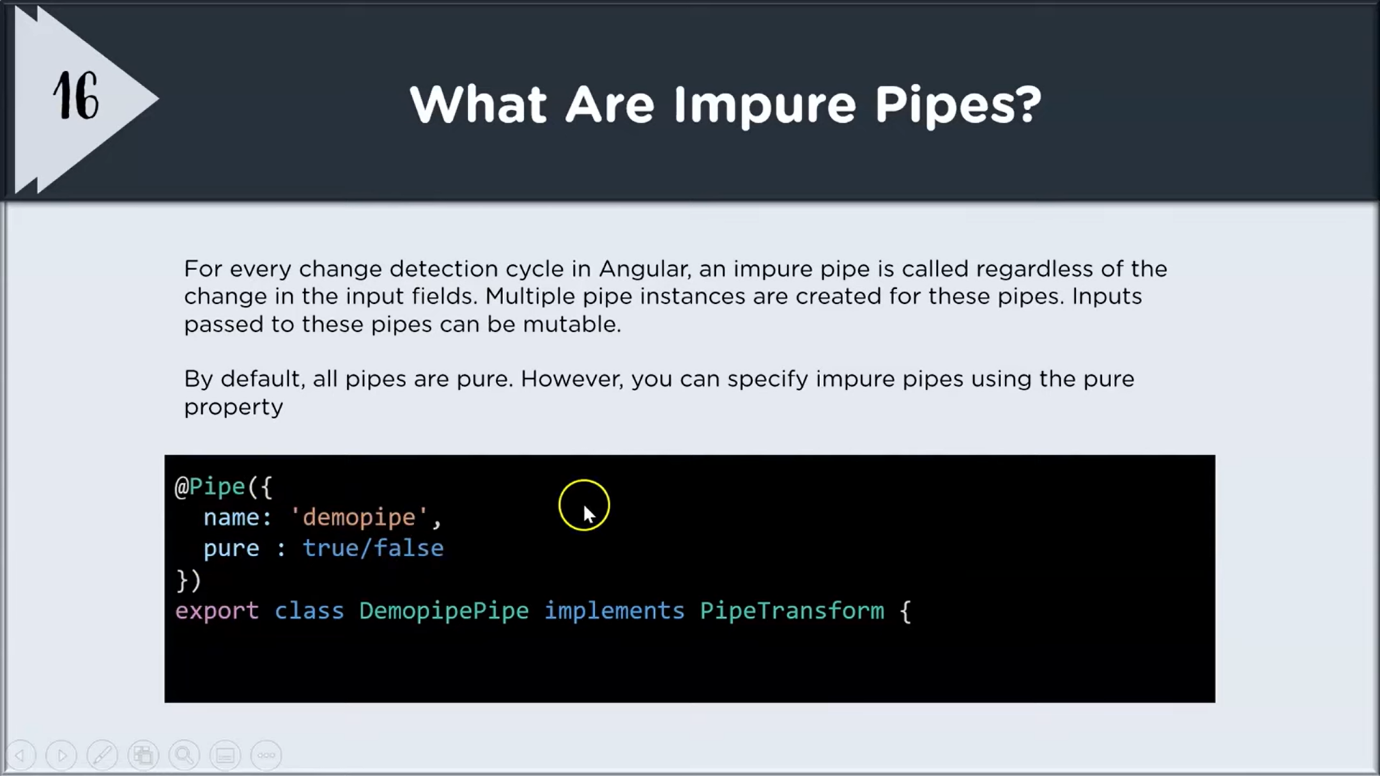 16
What Are Impure Pipes?
For every change detection cycle in Angular, an impure pipe is called regardless of the
change in the input fields. Multiple pipe instances are created for these pipes. Inputs
passed to these pipes can be mutable.
By default, all pipes are pure. However, you can specify impure pipes using the pure
property
@Pipe({
  name: 'demopipe',
  pure : true/false
})
export class DemopipePipe implements PipeTransform {